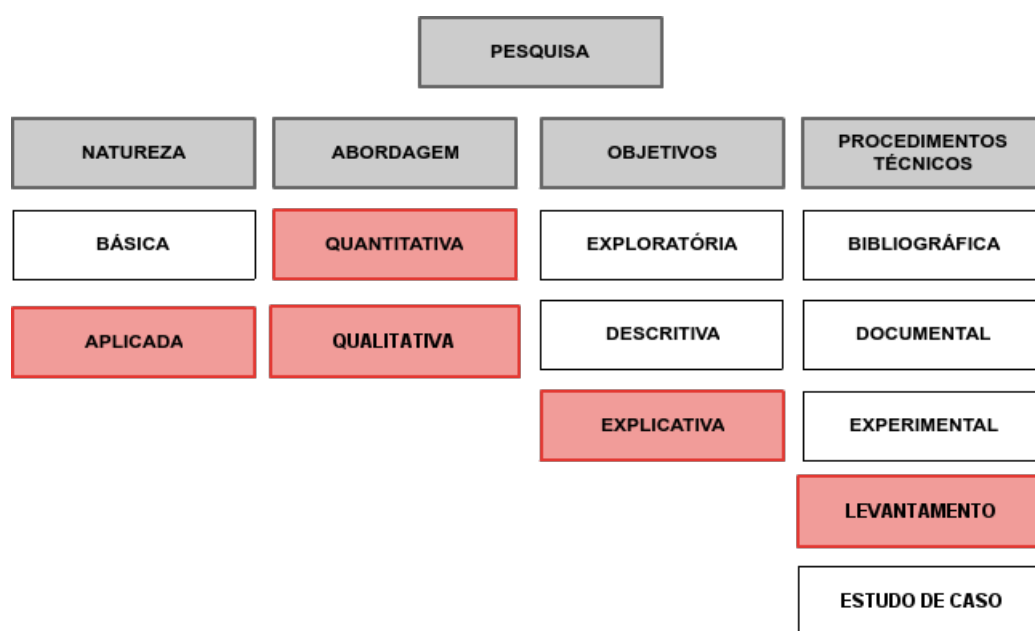 PESQUISA
NATUREZA
ABORDAGEM
OBJETIVOS
PROCEDIMENTOS
TÉCNICOS
BÁSICA
QUANTITATIVA
EXPLORATÓRIA
BIBLIOGRÁFICA
APLICADA
QUALITATIVA
DESCRITIVA
DOCUMENTAL
EXPLICATIVA
EXPERIMENTAL
LEVANTAMENTO
ESTUDO DE CASO